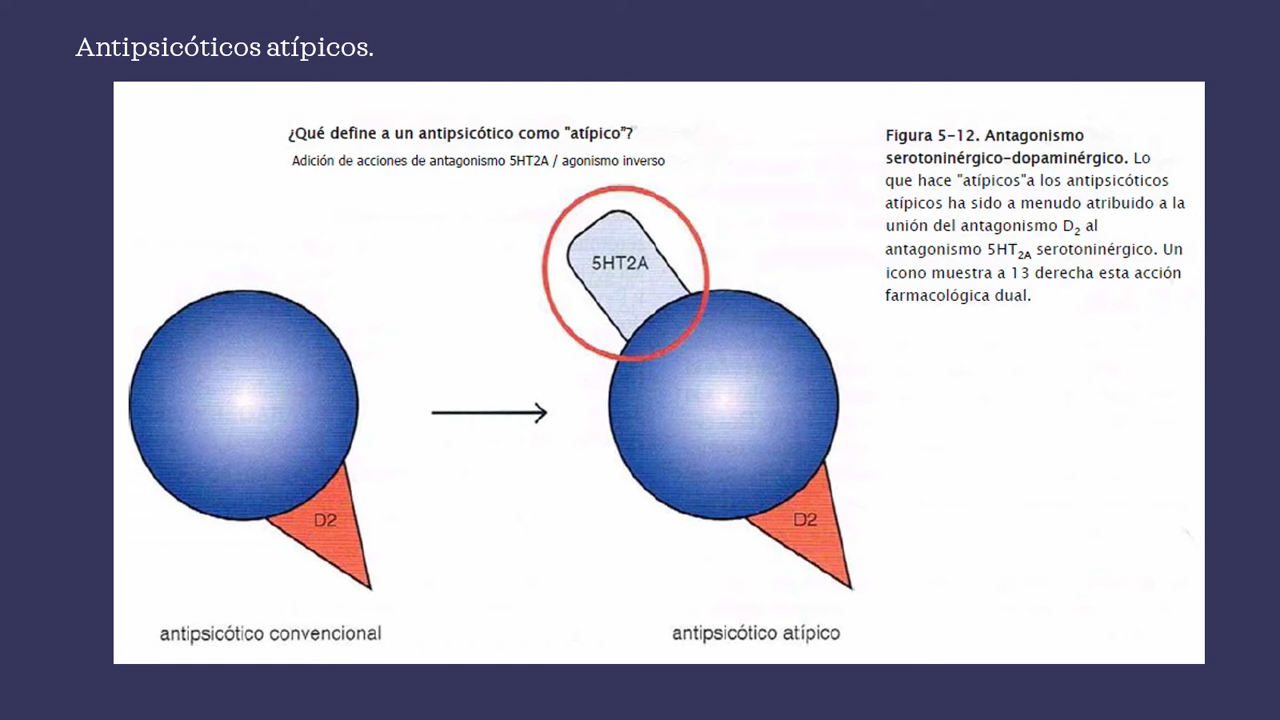 Antipsicóticos atípicos.
¿Qué define a un antipsicótico como "atípico"?
Adición de acciones de antagonismo 5HT2A / agonismo inverso
Figura 5-12. Antagonismo
serotoninérgico-dopaminérgico. Lo
que hace "atípicos"a los antipsicóticos
atípicos ha sido a menudo atribuido a la
unión del antagonismo D2 al
antagonismo 5HT2A serotoninérgico. Un
icono muestra a 13 derecha esta acción
farmacológica dual.
5HT2A
D2
D2
antipsicótico convencional
antipsicótico atípico